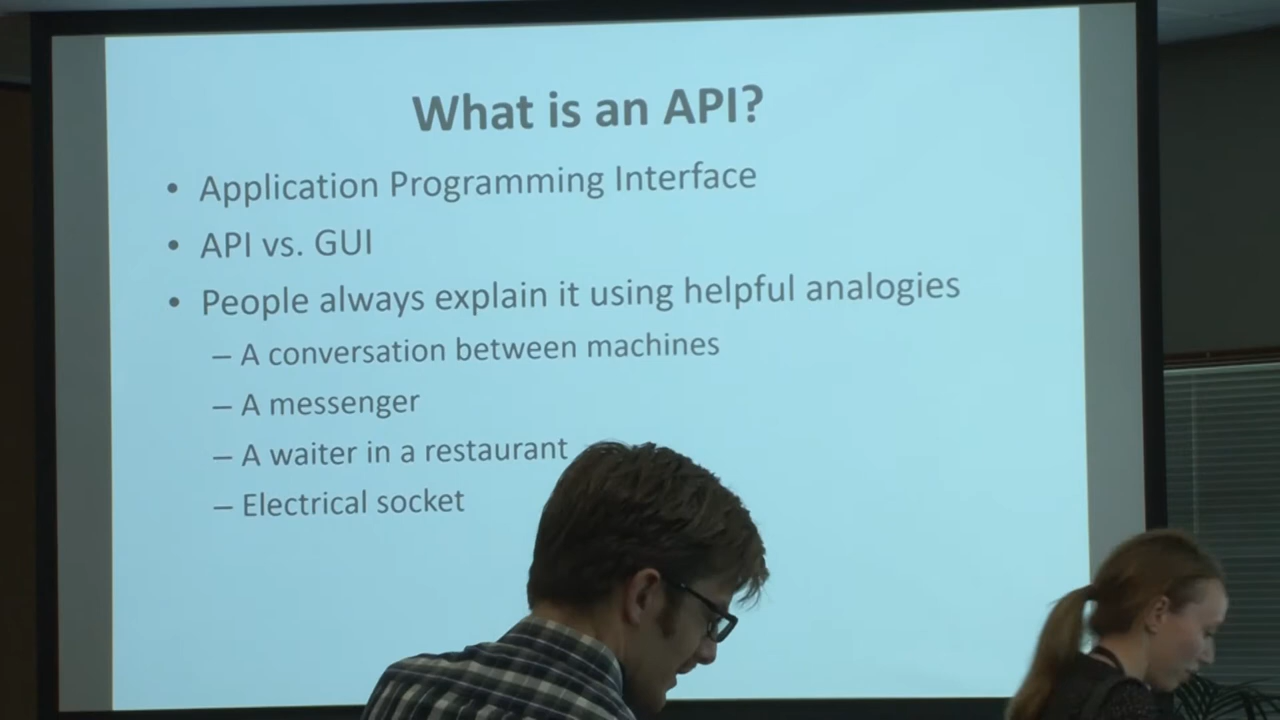 What is an API?
• Application Programming Interface
• API vs. GUI
• People always explain it using helpful analogies
– A conversation between machines
– A messenger
– A waiter in a restaurant
– Electrical socket